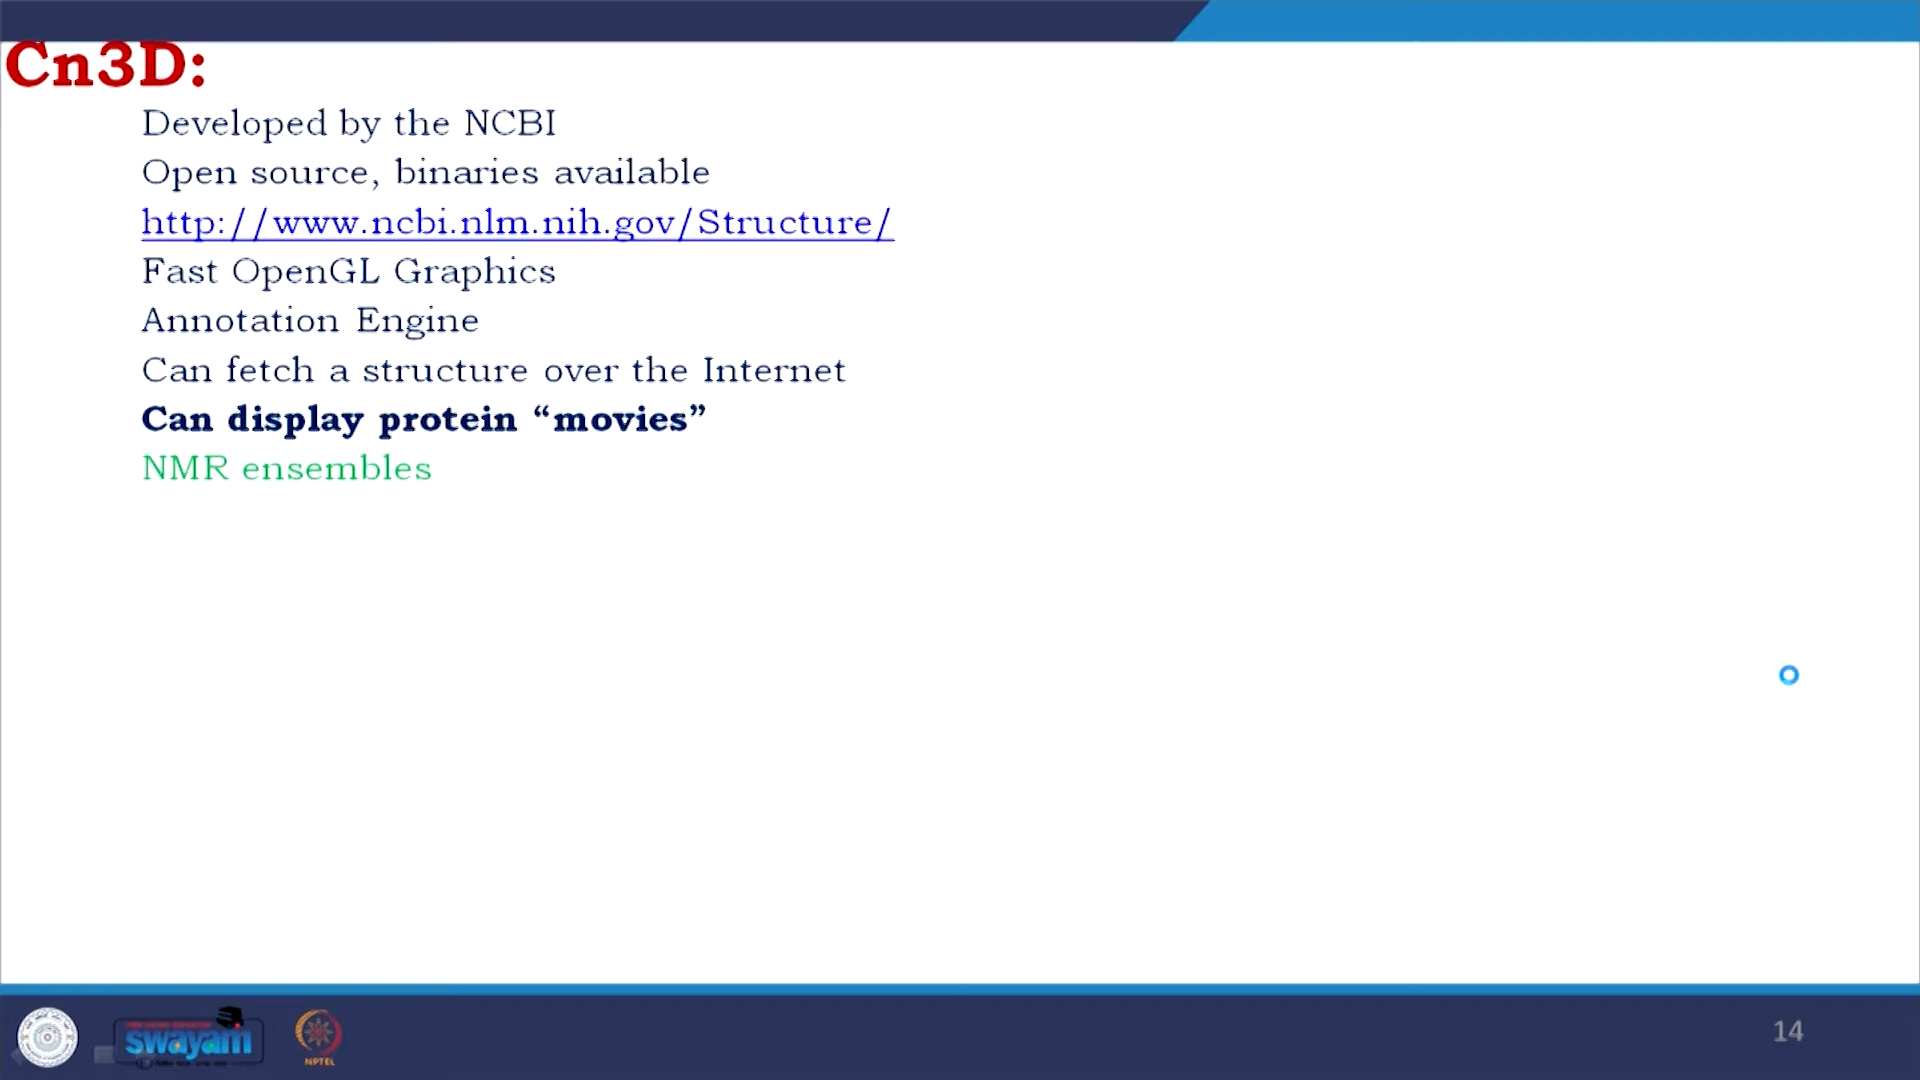 Cn3D:
Developed by the NCBI
Open source, binaries available
http://www.ncbi.nlm.nih.gov/Structure/
Fast OpenGL Graphics
Annotation Engine
Can fetch a structure over the Internet
Can display protein “movies”
NMR ensembles
swayam
NPTEL
14